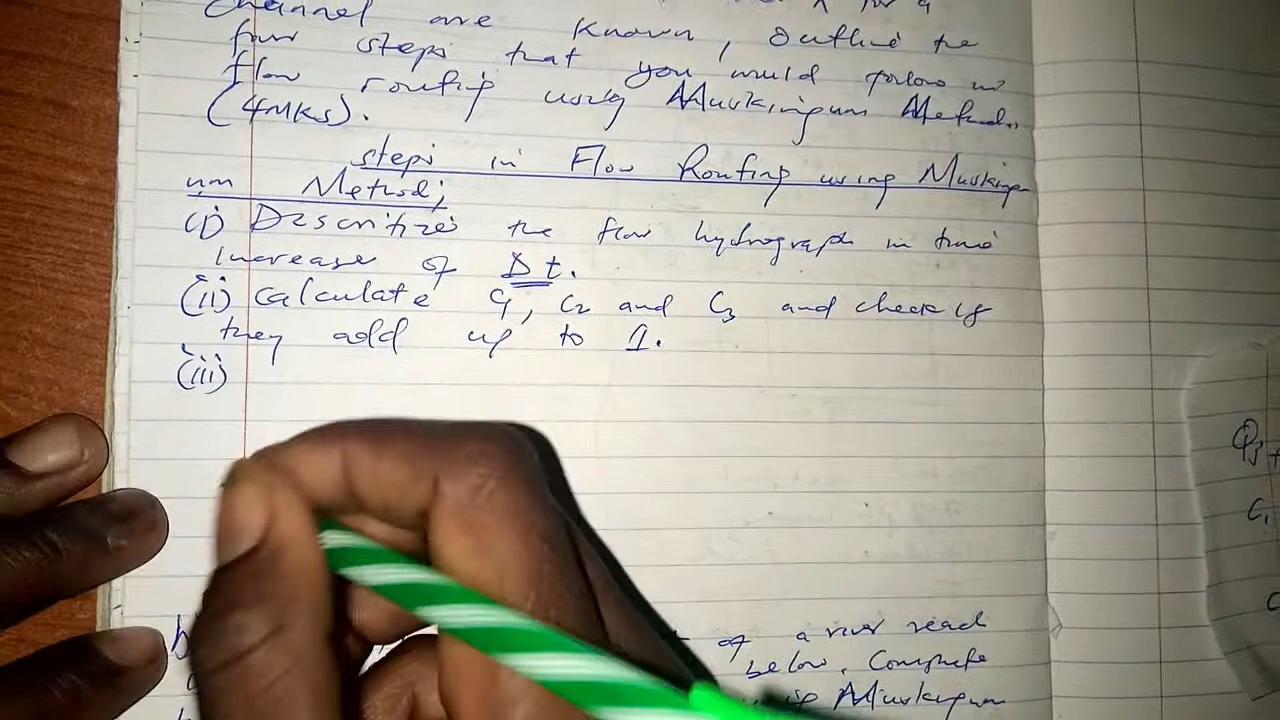 Channel are known, outline the
four steps that you would follow in
flow routing using Muskingum Method.
(4MKs).
steps in Flow Routing using Musking
um Method;
(i) Descritizes the flow hydrograph in time
increase of Δt.
(ii) Calculate C1, C2 and C3 and check if
they add up to 1.
(iii)
b
of a river reach
below. Compute
Muskingum
C1